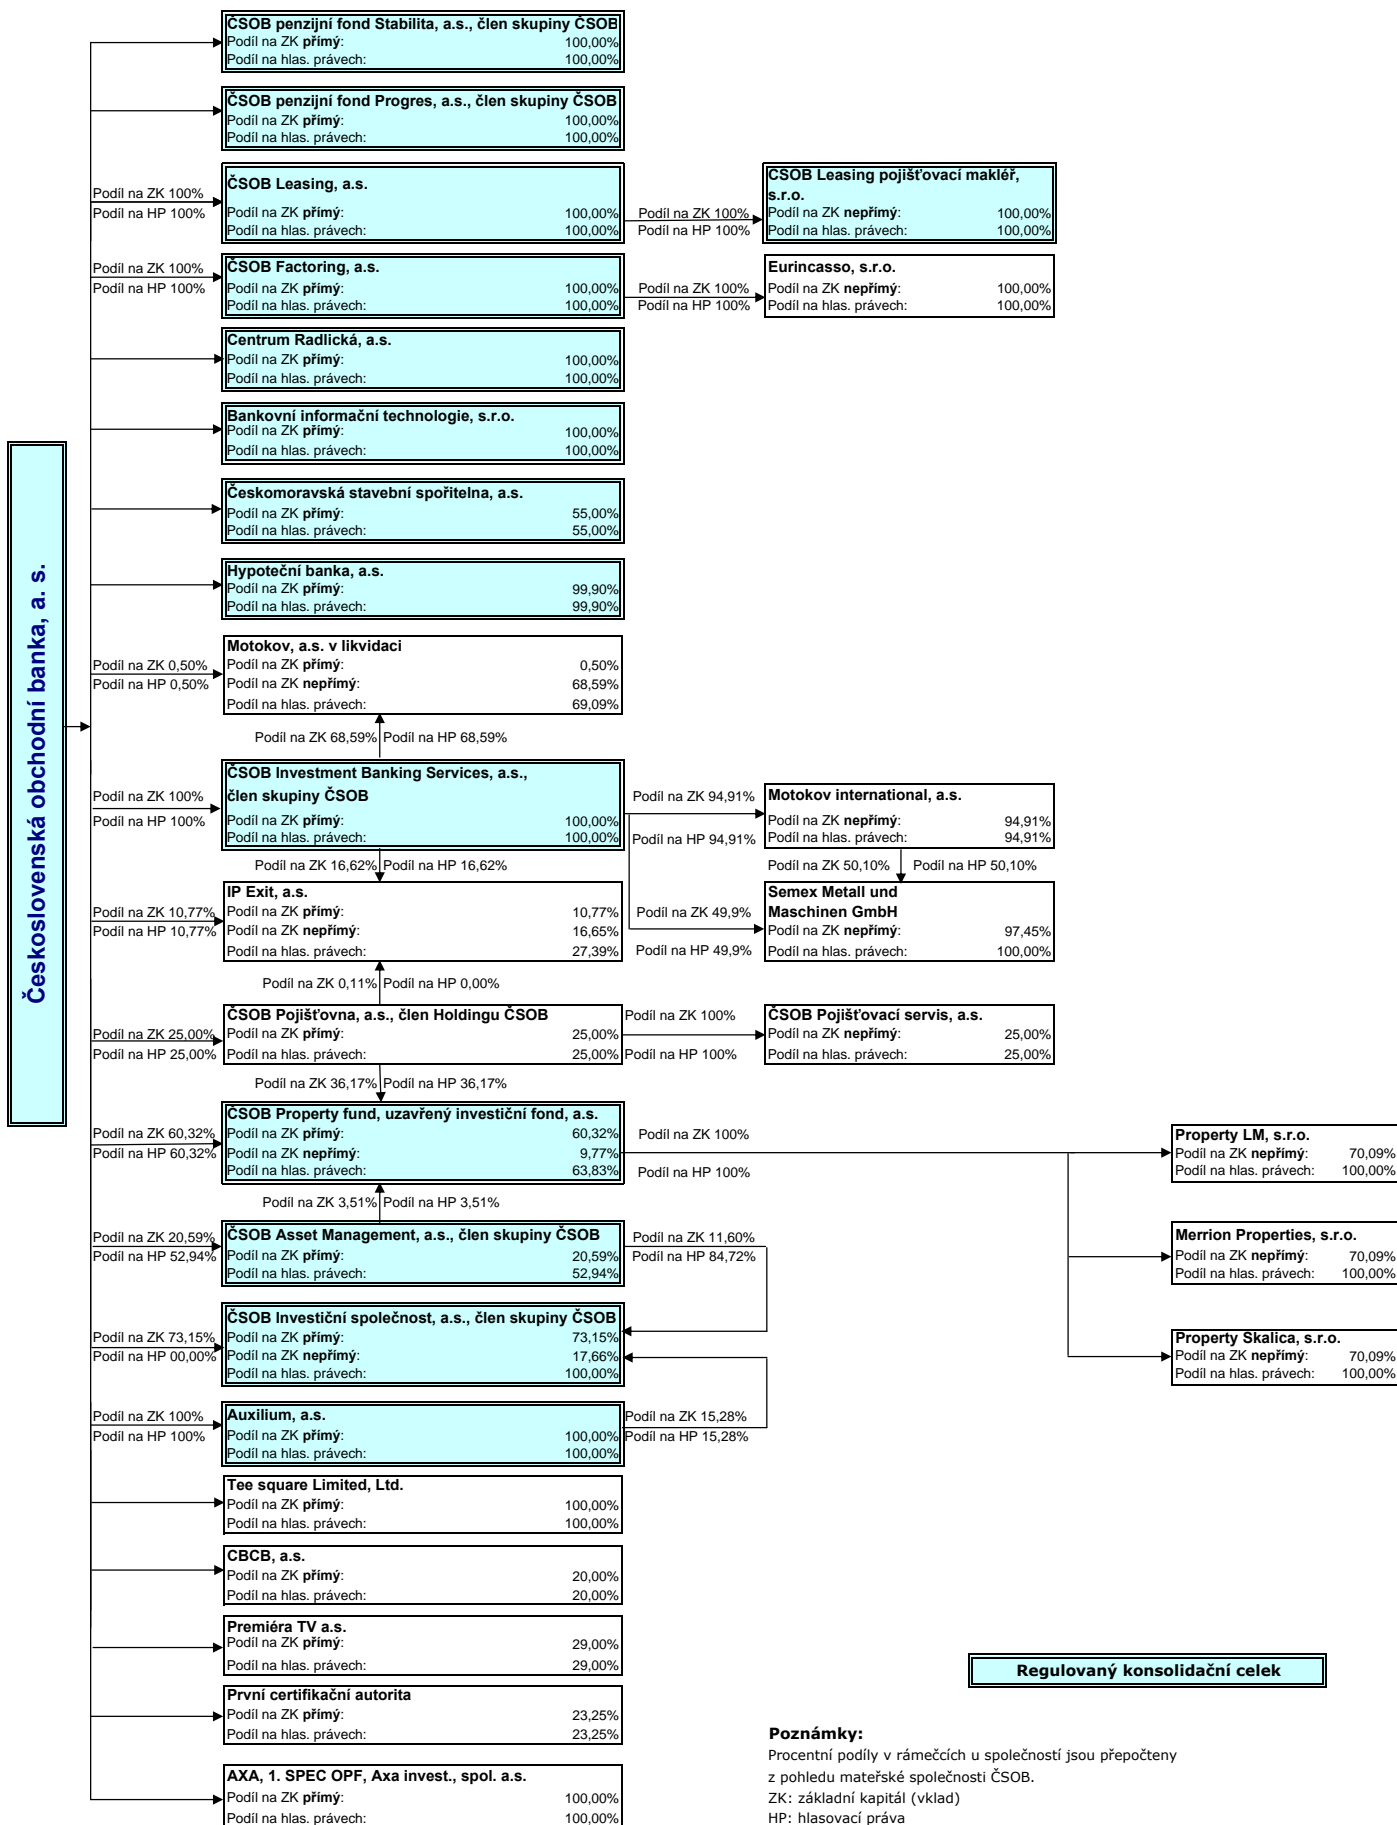 Československá obchodní banka, a. s.
ČSOB penzijní fond Stabilita, a.s., člen skupiny ČSOB
Podíl na ZK přímý: 100,00%
Podíl na hlas. právech: 100,00%
ČSOB penzijní fond Progres, a.s., člen skupiny ČSOB
Podíl na ZK přímý: 100,00%
Podíl na hlas. právech: 100,00%
Podíl na ZK 100%
Podíl na HP 100%
ČSOB Leasing, a.s.
Podíl na ZK přímý: 100,00%
Podíl na hlas. právech: 100,00%
Podíl na ZK 100%
Podíl na HP 100%
ČSOB Leasing pojišťovací makléř,
s.r.o.
Podíl na ZK nepřímý: 100,00%
Podíl na hlas. právech: 100,00%
Podíl na ZK 100%
Podíl na HP 100%
ČSOB Factoring, a.s.
Podíl na ZK přímý: 100,00%
Podíl na hlas. právech: 100,00%
Podíl na ZK 100%
Podíl na HP 100%
Eurincasso, s.r.o.
Podíl na ZK nepřímý: 100,00%
Podíl na hlas. právech: 100,00%
Centrum Radlická, a.s.
Podíl na ZK přímý: 100,00%
Podíl na hlas. právech: 100,00%
Bankovní informační technologie, s.r.o.
Podíl na ZK přímý: 100,00%
Podíl na hlas. právech: 100,00%
Českomoravská stavební spořitelna, a.s.
Podíl na ZK přímý: 55,00%
Podíl na hlas. právech: 55,00%
Hypoteční banka, a.s.
Podíl na ZK přímý: 99,90%
Podíl na hlas. právech: 99,90%
Podíl na ZK 0,50%
Podíl na HP 0,50%
Motokov, a.s. v likvidaci
Podíl na ZK přímý: 0,50%
Podíl na ZK nepřímý: 68,59%
Podíl na hlas. právech: 69,09%
Podíl na ZK 68,59% Podíl na HP 68,59%
Podíl na ZK 100%
Podíl na HP 100%
ČSOB Investment Banking Services, a.s.,
člen skupiny ČSOB
Podíl na ZK přímý: 100,00%
Podíl na hlas. právech: 100,00%
Podíl na ZK 94,91%
Podíl na HP 94,91%
Motokov international, a.s.
Podíl na ZK nepřímý: 94,91%
Podíl na hlas. právech: 94,91%
Podíl na ZK 16,62% Podíl na HP 16,62%
Podíl na ZK 50,10% Podíl na HP 50,10%
Podíl na ZK 10,77%
Podíl na HP 10,77%
IP Exit, a.s.
Podíl na ZK přímý: 10,77%
Podíl na ZK nepřímý: 16,65%
Podíl na hlas. právech: 27,39%
Podíl na ZK 49,9%
Podíl na HP 49,9%
Semex Metall und
Maschinen GmbH
Podíl na ZK nepřímý: 97,45%
Podíl na hlas. právech: 100,00%
Podíl na ZK 0,11% Podíl na HP 0,00%
Podíl na ZK 25,00%
Podíl na HP 25,00%
ČSOB Pojišťovna, a.s., člen Holdingu ČSOB
Podíl na ZK přímý: 25,00%
Podíl na hlas. právech: 25,00%
Podíl na ZK 100%
Podíl na HP 100%
ČSOB Pojišťovací servis, a.s.
Podíl na ZK nepřímý: 25,00%
Podíl na hlas. právech: 25,00%
Podíl na ZK 36,17% Podíl na HP 36,17%
Podíl na ZK 60,32%
Podíl na HP 60,32%
ČSOB Property fund, uzavřený investiční fond, a.s.
Podíl na ZK přímý: 60,32%
Podíl na ZK nepřímý: 9,77%
Podíl na hlas. právech: 63,83%
Podíl na ZK 100%
Podíl na HP 100%
Property LM, s.r.o.
Podíl na ZK nepřímý: 70,09%
Podíl na hlas. právech: 100,00%
Podíl na ZK 3,51% Podíl na HP 3,51%
Podíl na ZK 20,59%
Podíl na HP 52,94%
ČSOB Asset Management, a.s., člen skupiny ČSOB
Podíl na ZK přímý: 20,59%
Podíl na hlas. právech: 52,94%
Podíl na ZK 11,60%
Podíl na HP 84,72%
Merrion Properties, s.r.o.
Podíl na ZK nepřímý: 70,09%
Podíl na hlas. právech: 100,00%
Podíl na ZK 73,15%
Podíl na HP 00,00%
ČSOB Investiční společnost, a.s., člen skupiny ČSOB
Podíl na ZK přímý: 73,15%
Podíl na ZK nepřímý: 17,66%
Podíl na hlas. právech: 100,00%
Property Skalica, s.r.o.
Podíl na ZK nepřímý: 70,09%
Podíl na hlas. právech: 100,00%
Podíl na ZK 100%
Podíl na HP 100%
Auxilium, a.s.
Podíl na ZK přímý: 100,00%
Podíl na hlas. právech: 100,00%
Podíl na ZK 15,28%
Podíl na HP 15,28%
Tee square Limited, Ltd.
Podíl na ZK přímý: 100,00%
Podíl na hlas. právech: 100,00%
CBCB, a.s.
Podíl na ZK přímý: 20,00%
Podíl na hlas. právech: 20,00%
Premiéra TV a.s.
Podíl na ZK přímý: 29,00%
Podíl na hlas. právech: 29,00%
První certifikační autorita
Podíl na ZK přímý: 23,25%
Podíl na hlas. právech: 23,25%
AXA, 1. SPEC OPF, Axa invest., spol. a.s.
Podíl na ZK přímý: 100,00%
Podíl na hlas. právech: 100,00%
Regulovaný konsolidační celek
Poznámky:
Procentní podíly v rámečcích u společností jsou přepočteny
z pohledu mateřské společnosti ČSOB.
ZK: základní kapitál (vklad)
HP: hlasovací práva